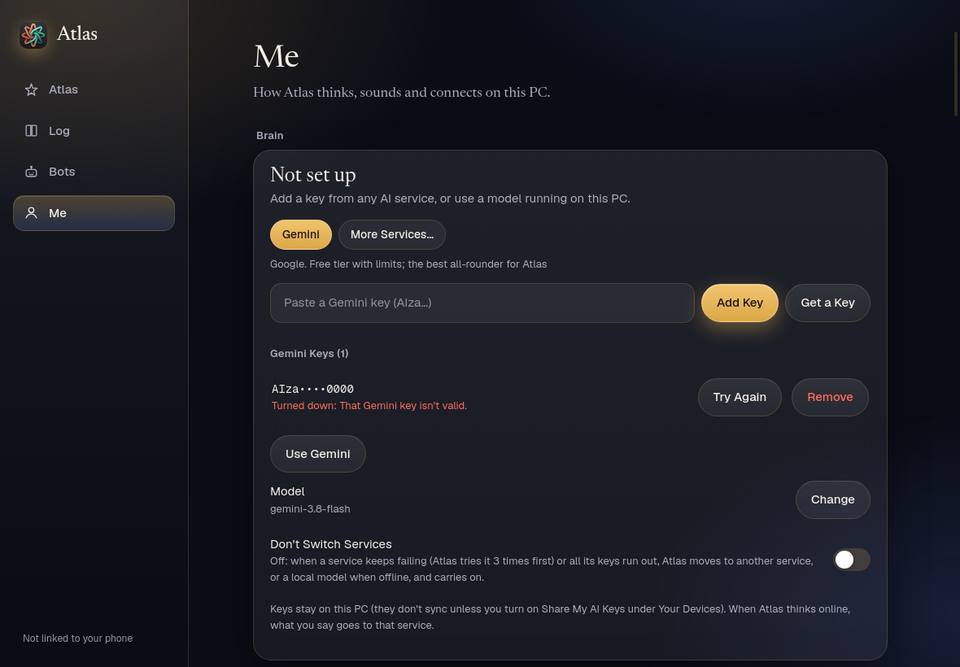 Atlas
Atlas
Log
Bots
Me
Not linked to your phone
Me
How Atlas thinks, sounds and connects on this PC.
Brain
Not set up
Add a key from any AI service, or use a model running on this PC.
Gemini
More Services...
Google. Free tier with limits; the best all-rounder for Atlas
Paste a Gemini key (AIza...)
Add Key
Get a Key
Gemini Keys (1)
AIza••••0000
Turned down: That Gemini key isn't valid.
Try Again
Remove
Use Gemini
Model
gemini-3.8-flash
Change
Don't Switch Services
Off: when a service keeps failing (Atlas tries it 3 times first) or all its keys run out, Atlas moves to another service,
or a local model when offline, and carries on.
Keys stay on this PC (they don't sync unless you turn on Share My AI Keys under Your Devices). When Atlas thinks online,
what you say goes to that service.